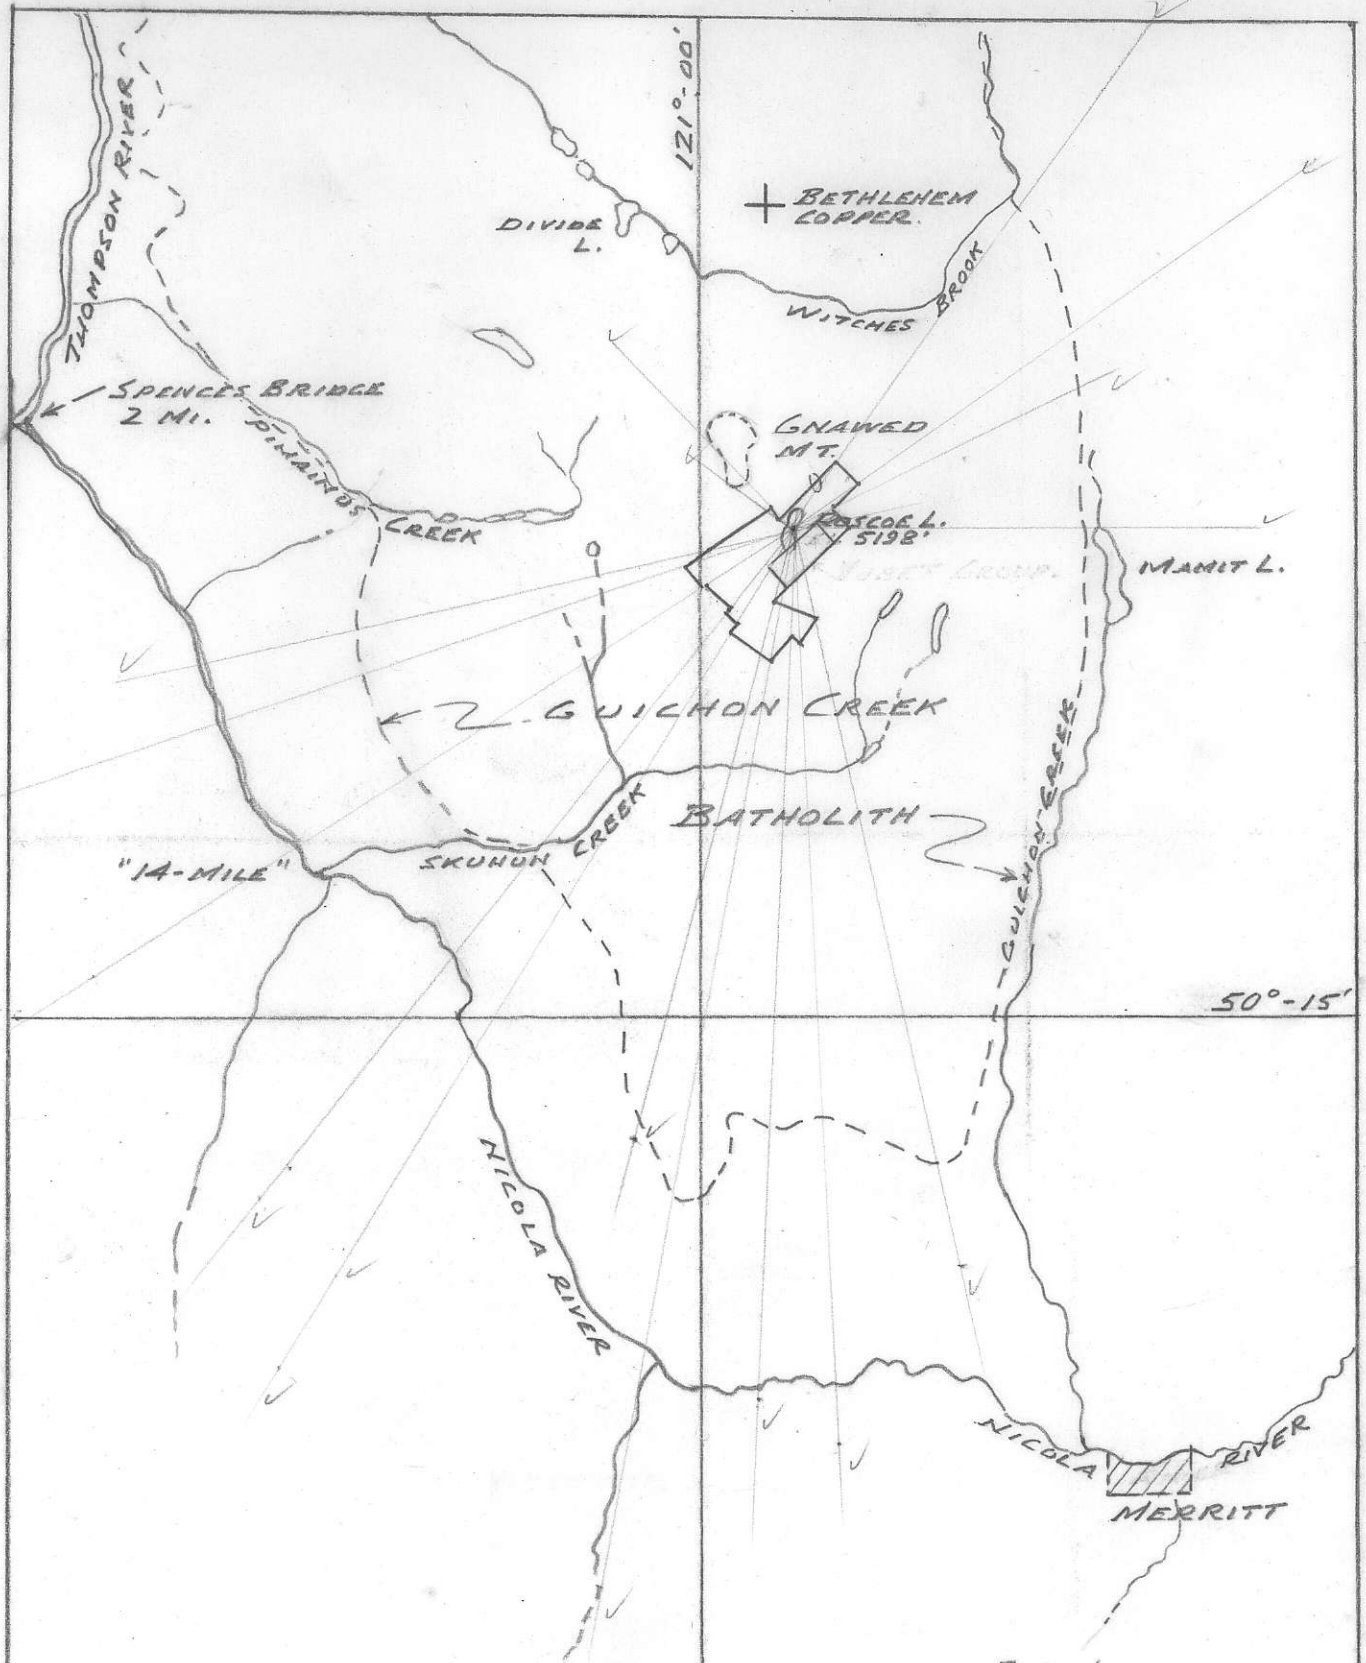 121°-00'
THOMPSON RIVER
BETHLEHEM
COPPER.
DIVIDE
L.
WITCHES BROOK
SPENCES BRIDGE
2 MI.
PIMAINUS CREEK
GNAWED
MT.
ROSCOE L.
5198'
MAMIT L.
GUICHON CREEK
BATHOLITH
GUICHON CREEK
SKUHUN CREEK
"14-MILE"
50°-15'
NICOLA RIVER
NICOLA RIVER
MERRITT